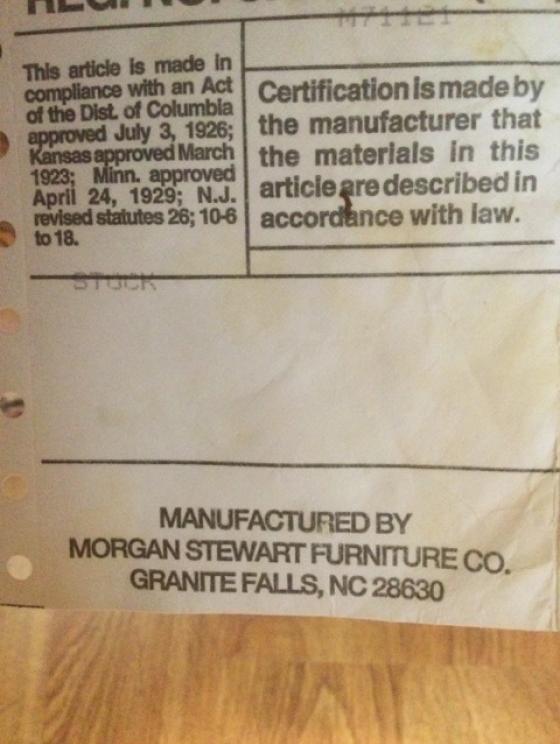 REG. NO.
M71121
This article is made in
compliance with an Act
of the Dist. of Columbia
approved July 3, 1926;
Kansas approved March
1923; Minn. approved
April 24, 1929; N.J.
revised statutes 26; 10-6
to 18.
Certification is made by
the manufacturer that
the materials in this
article are described in
accordance with law.
STOCK
MANUFACTURED BY
MORGAN STEWART FURNITURE CO.
GRANITE FALLS, NC 28630